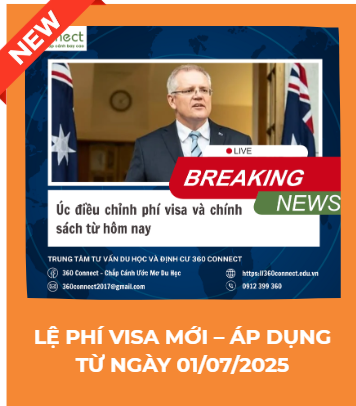 NEW
nnect
LIVE
BREAKING
NEWS
Úc điều chỉnh phí visa và chính
sách từ hôm nay
TRUNG TÂM TƯ VẤN DU HỌC VÀ ĐỊNH CƯ 360 CONNECT
360 Connect - Chắp Cánh Ước Mơ Du Học
https://360connect.edu.vn
360connect2017@gmail.com
0912 399 360
LỆ PHÍ VISA MỚI – ÁP DỤNG
TỪ NGÀY 01/07/2025